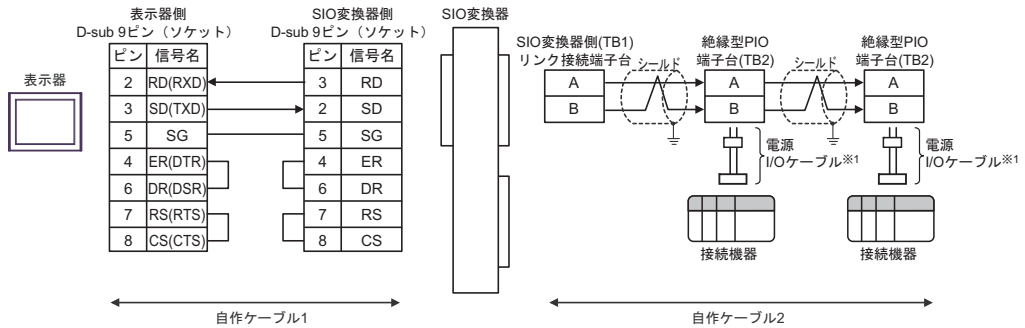 表示器
表示器側
D-sub 9ピン（ソケット）
ピン 信号名
2 RD(RXD)
3 SD(TXD)
5 SG
4 ER(DTR)
6 DR(DSR)
7 RS(RTS)
8 CS(CTS)
SIO変換器側
D-sub 9ピン（ソケット）
ピン 信号名
3 RD
2 SD
5 SG
4 ER
6 DR
7 RS
8 CS
自作ケーブル1
SIO変換器
SIO変換器側(TB1)
リンク接続端子台
A
B
シールド
絶縁型PIO
端子台(TB2)
A
B
電源
I/Oケーブル※1
接続機器
シールド
絶縁型PIO
端子台(TB2)
A
B
電源
I/Oケーブル※1
接続機器
自作ケーブル2